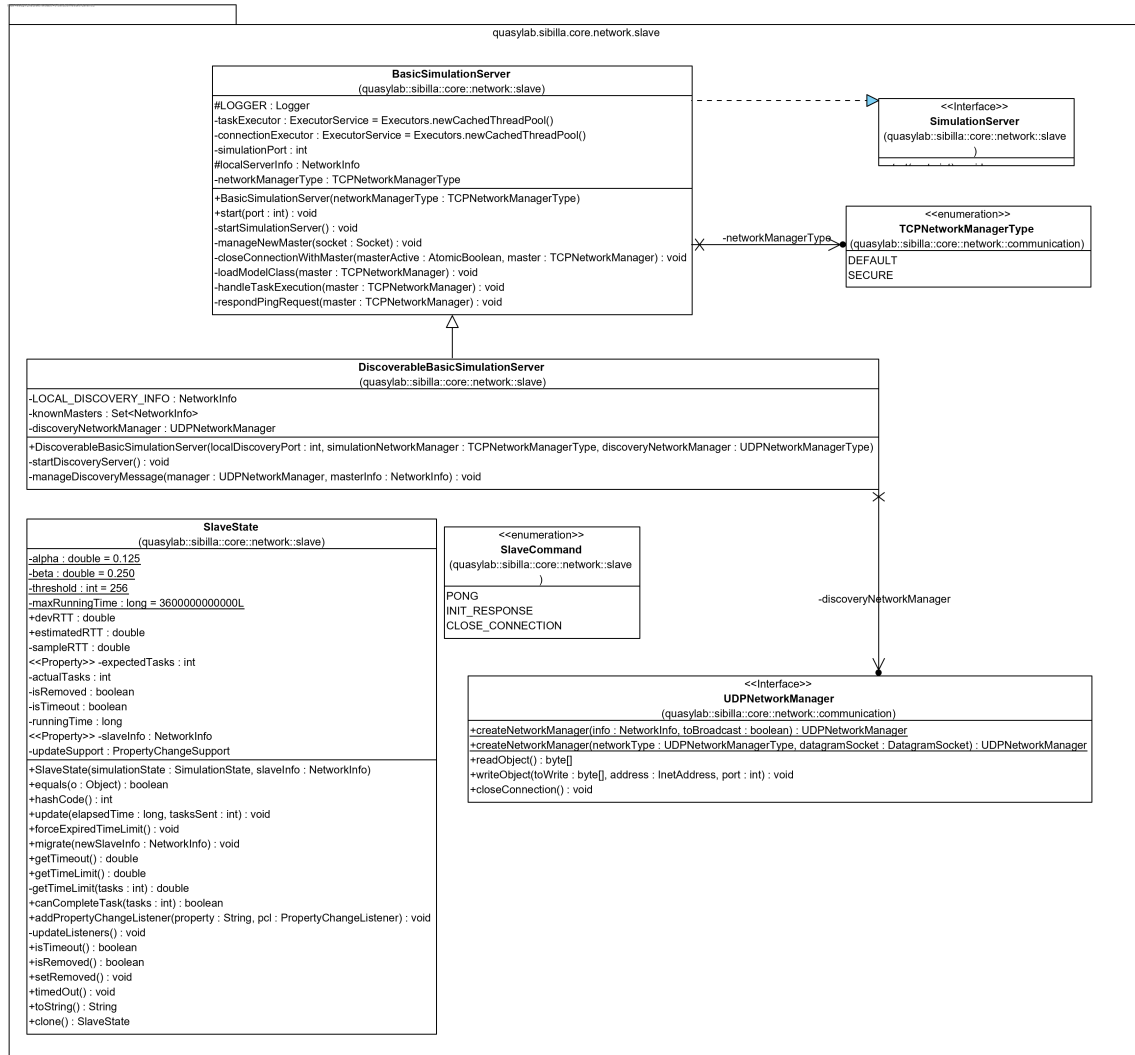 quasylab.sibilla.core.network.slave
BasicSimulationServer
(quasylab::sibilla::core::network::slave)
#LOGGER : Logger
-taskExecutor : ExecutorService = Executors.newCachedThreadPool()
-connectionExecutor : ExecutorService = Executors.newCachedThreadPool()
-simulationPort : int
#localServerInfo : NetworkInfo
-networkManagerType : TCPNetworkManagerType
+BasicSimulationServer(networkManagerType : TCPNetworkManagerType)
+start(port : int) : void
-startSimulationServer() : void
-manageNewMaster(socket : Socket) : void
-closeConnectionWithMaster(masterActive : AtomicBoolean, master : TCPNetworkManager) : void
-loadModelClass(master : TCPNetworkManager) : void
-handleTaskExecution(master : TCPNetworkManager) : void
-respondPingRequest(master : TCPNetworkManager) : void
<<Interface>>
SimulationServer
(quasylab::sibilla::core::network::slave
)
-networkManagerType
<<enumeration>>
TCPNetworkManagerType
(quasylab::sibilla::core::network::communication)
DEFAULT
SECURE
DiscoverableBasicSimulationServer
(quasylab::sibilla::core::network::slave)
-LOCAL_DISCOVERY_INFO : NetworkInfo
-knownMasters : Set<NetworkInfo>
-discoveryNetworkManager : UDPNetworkManager
+DiscoverableBasicSimulationServer(localDiscoveryPort : int, simulationNetworkManager : TCPNetworkManagerType, discoveryNetworkManager : UDPNetworkManagerType)
-startDiscoveryServer() : void
-manageDiscoveryMessage(manager : UDPNetworkManager, masterInfo : NetworkInfo) : void
SlaveState
(quasylab::sibilla::core::network::slave)
-alpha : double = 0.125
-beta : double = 0.250
-threshold : int = 256
-maxRunningTime : long = 3600000000000L
+devRTT : double
+estimatedRTT : double
-sampleRTT : double
<<Property>> -expectedTasks : int
-actualTasks : int
-isRemoved : boolean
-isTimeout : boolean
-runningTime : long
<<Property>> -slaveInfo : NetworkInfo
-updateSupport : PropertyChangeSupport
+SlaveState(simulationState : SimulationState, slaveInfo : NetworkInfo)
+equals(o : Object) : boolean
+hashCode() : int
+update(elapsedTime : long, tasksSent : int) : void
+forceExpiredTimeLimit() : void
+migrate(newSlaveInfo : NetworkInfo) : void
+getTimeout() : double
+getTimeLimit() : double
-getTimeLimit(tasks : int) : double
+canCompleteTask(tasks : int) : boolean
+addPropertyChangeListener(property : String, pcl : PropertyChangeListener) : void
-updateListeners() : void
+isTimeout() : boolean
+isRemoved() : boolean
+setRemoved() : void
+timedOut() : void
+toString() : String
+clone() : SlaveState
<<enumeration>>
SlaveCommand
(quasylab::sibilla::core::network::slave
)
PONG
INIT_RESPONSE
CLOSE_CONNECTION
-discoveryNetworkManager
<<Interface>>
UDPNetworkManager
(quasylab::sibilla::core::network::communication)
+createNetworkManager(info : NetworkInfo, toBroadcast : boolean) : UDPNetworkManager
+createNetworkManager(networkType : UDPNetworkManagerType, datagramSocket : DatagramSocket) : UDPNetworkManager
+readObject() : byte[]
+writeObject(toWrite : byte[], address : InetAddress, port : int) : void
+closeConnection() : void